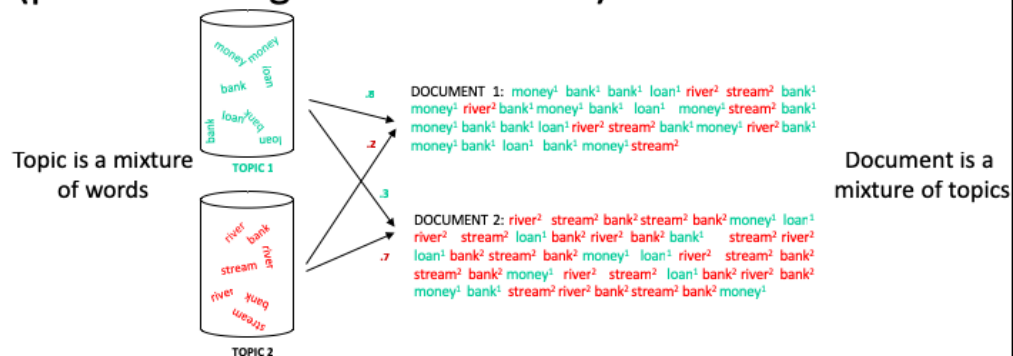 money money
loan
bank
loan bank
bank
loan
TOPIC 1
Topic is a mixture
of words
river bank
river
stream
river bank
stream
TOPIC 2
.8
.2
.3
.7
DOCUMENT 1: money¹ bank¹ bank¹ loan¹ river² stream² bank¹
money¹ river² bank¹ money¹ bank¹ loan¹ money¹ stream² bank¹
money¹ bank¹ bank¹ loan¹ river² stream² bank¹ money¹ river² bank¹
money¹ bank¹ loan¹ bank¹ money¹ stream²
DOCUMENT 2: river² stream² bank² stream² bank² money¹ loan¹
river² stream² loan¹ bank² river² bank² bank¹ stream² river²
loan¹ bank² stream² bank² money¹ loan¹ river² stream² bank²
stream² bank² money¹ river² stream² loan¹ bank² river² bank²
money¹ bank¹ stream² river² bank² stream² bank² money¹
Document is a
mixture of topics